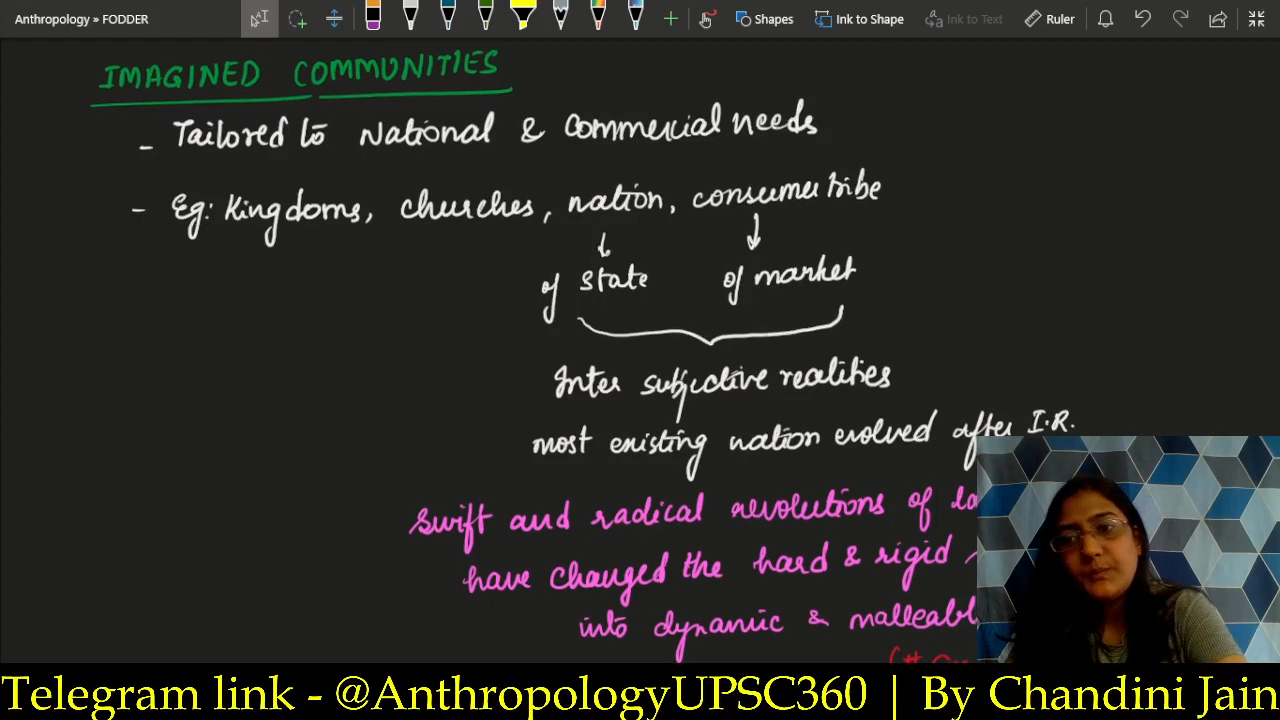 Anthropology » FODDER
Shapes
Ink to Shape
Ink to Text
Ruler
IMAGINED COMMUNITIES
- Tailored to National & Commercial needs
- Eg: Kingdoms, churches, nation, consumer tribe
of state of market
Inter subjective realities
most existing nation evolved after I.R.
swift and radical revolutions of
have changed the hard & rigid
into dynamic &
Telegram link - @AnthropologyUPSC360 | By Chandini Jain